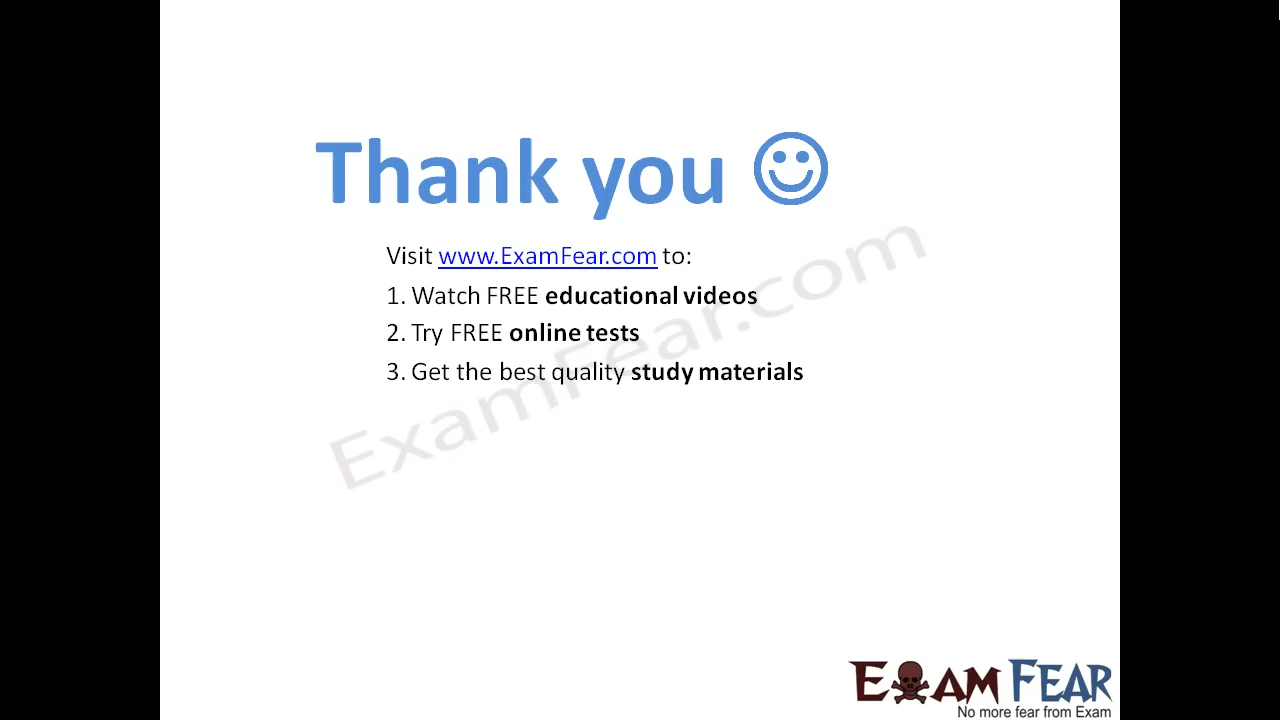 Thank you ☺
Visit www.ExamFear.com to:
1. Watch FREE educational videos
2. Try FREE online tests
3. Get the best quality study materials
ExamFear.com
EXAM FEAR
No more fear from Exam